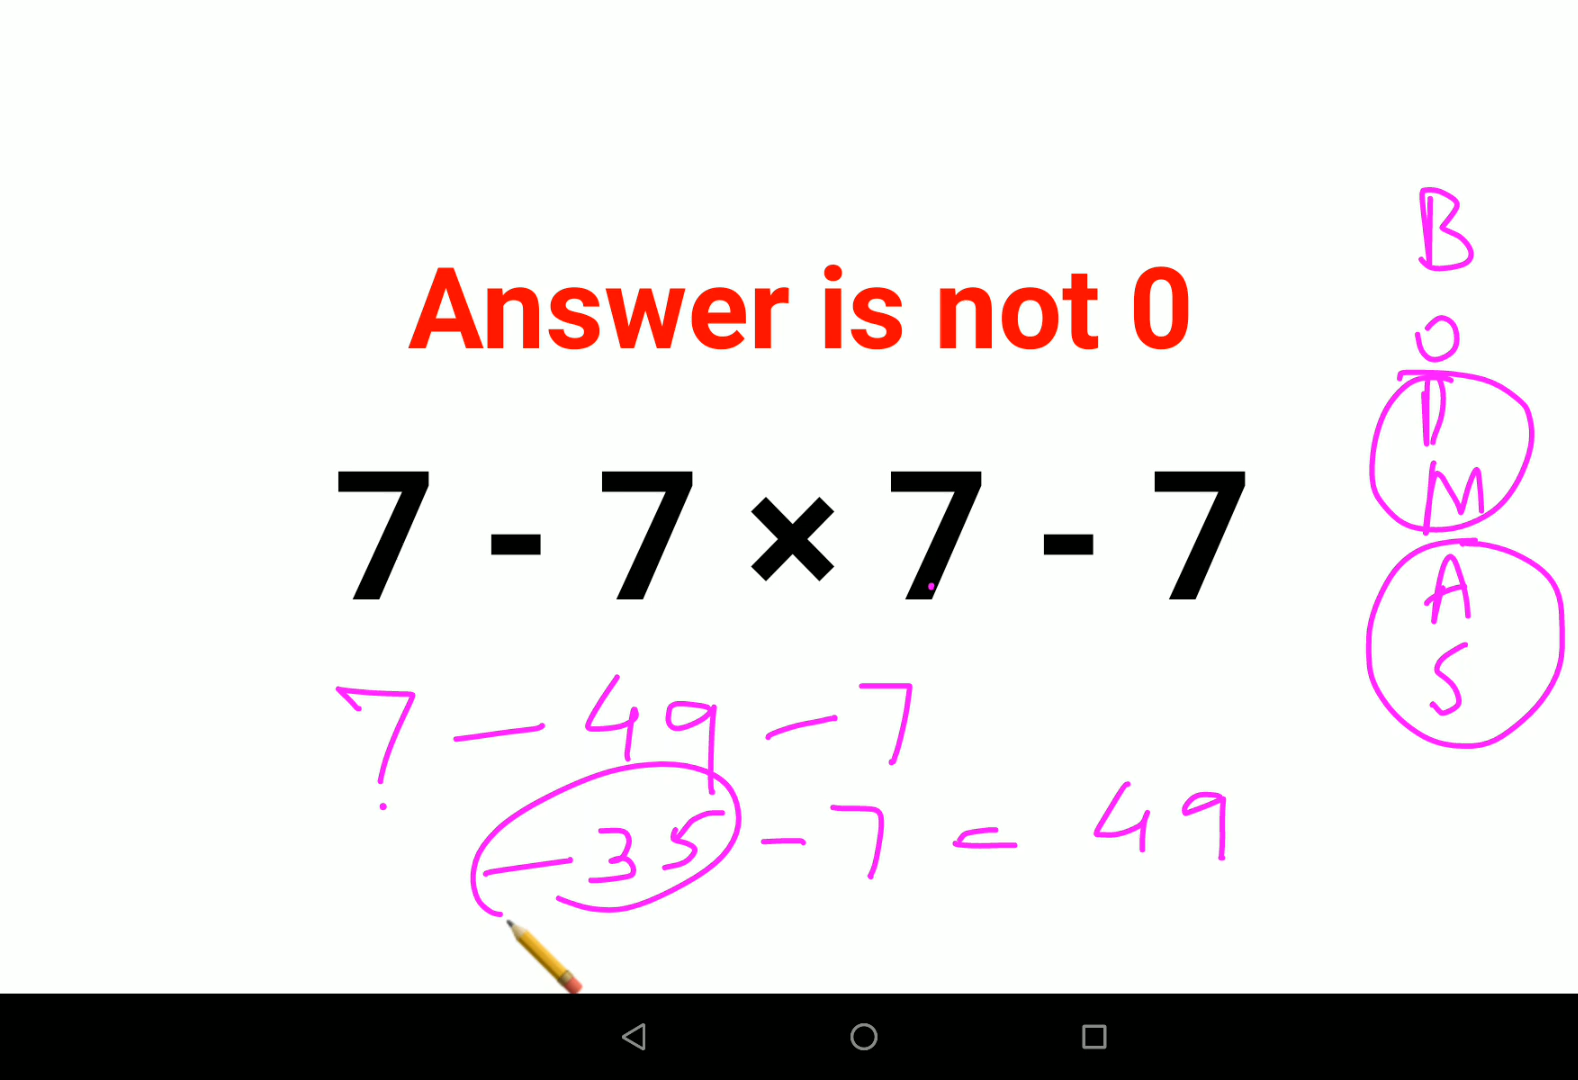 Answer is not 0
7 - 7 × 7 - 7
7 - 49 - 7
- 35 - 7 = 49
B
O
D
M
A
S